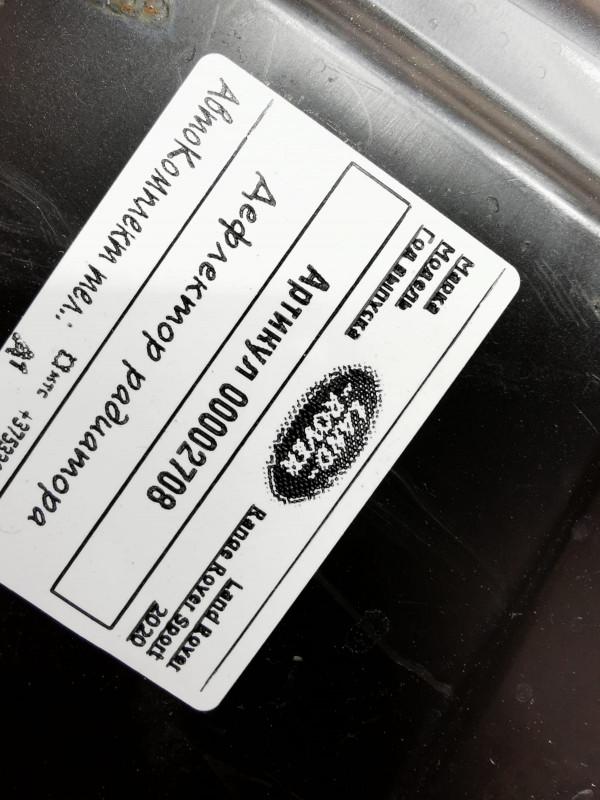 Марка Land Rover
Модель Range Rover Sport
Год выпуска 2020
LAND
ROVER
Артикул 00002708
Дефлектор радиатора
АвтоКомплект тел.:
A1 МТС +37533